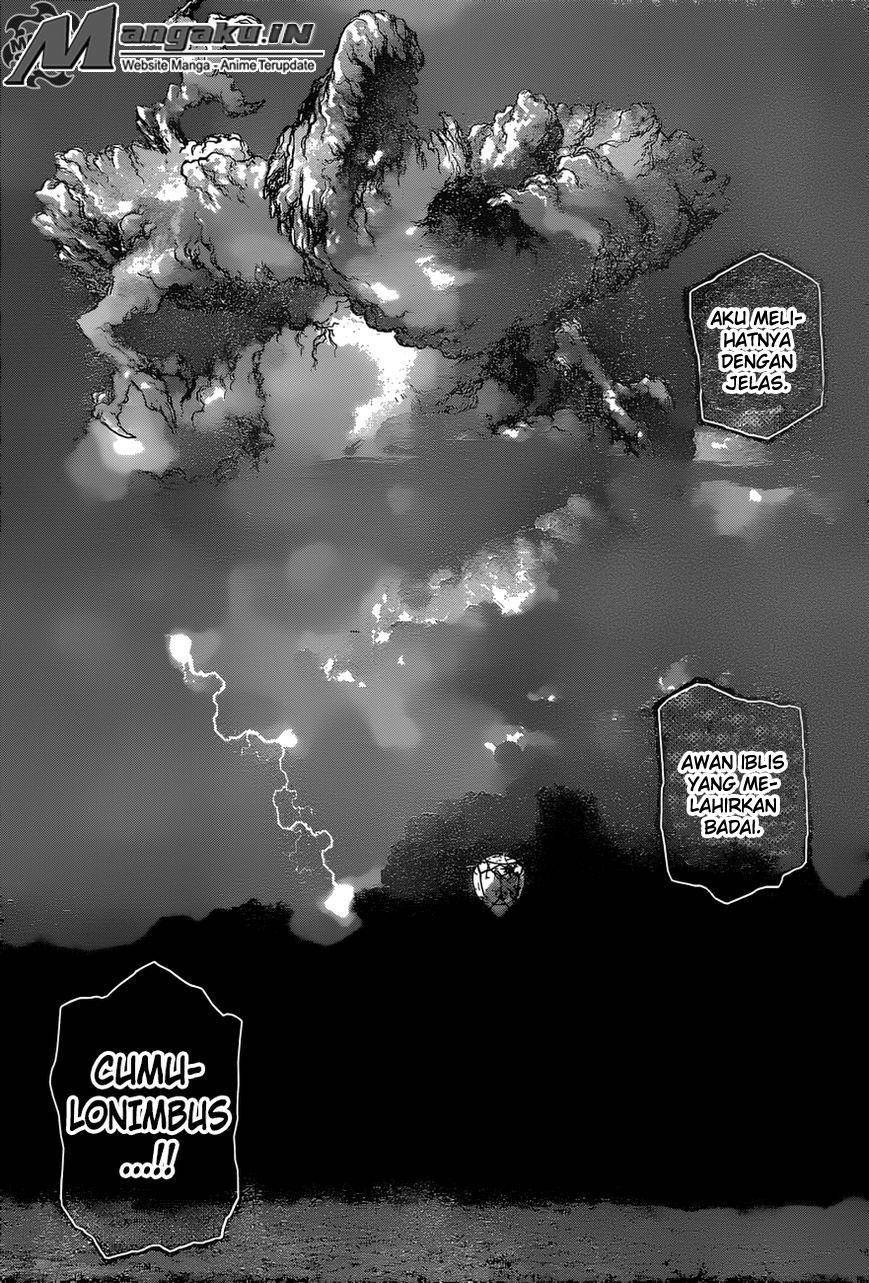 Mangaku.in
Website Manga - Anime Terupdate
AKU MELI-
HATNYA
DENGAN
JELAS.
AWAN IBLIS
YANG ME-
LAHIRKAN
BADAI.
CUMU-
LONIMBUS
...!!